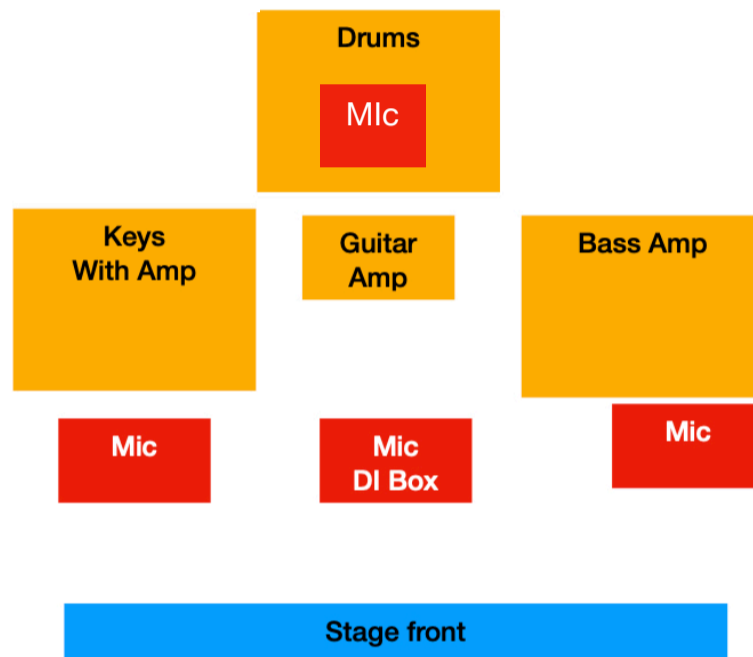 Drums
MIc
Keys
With Amp
Guitar
Amp
Bass Amp
Mic
Mic
DI Box
Mic
Stage front